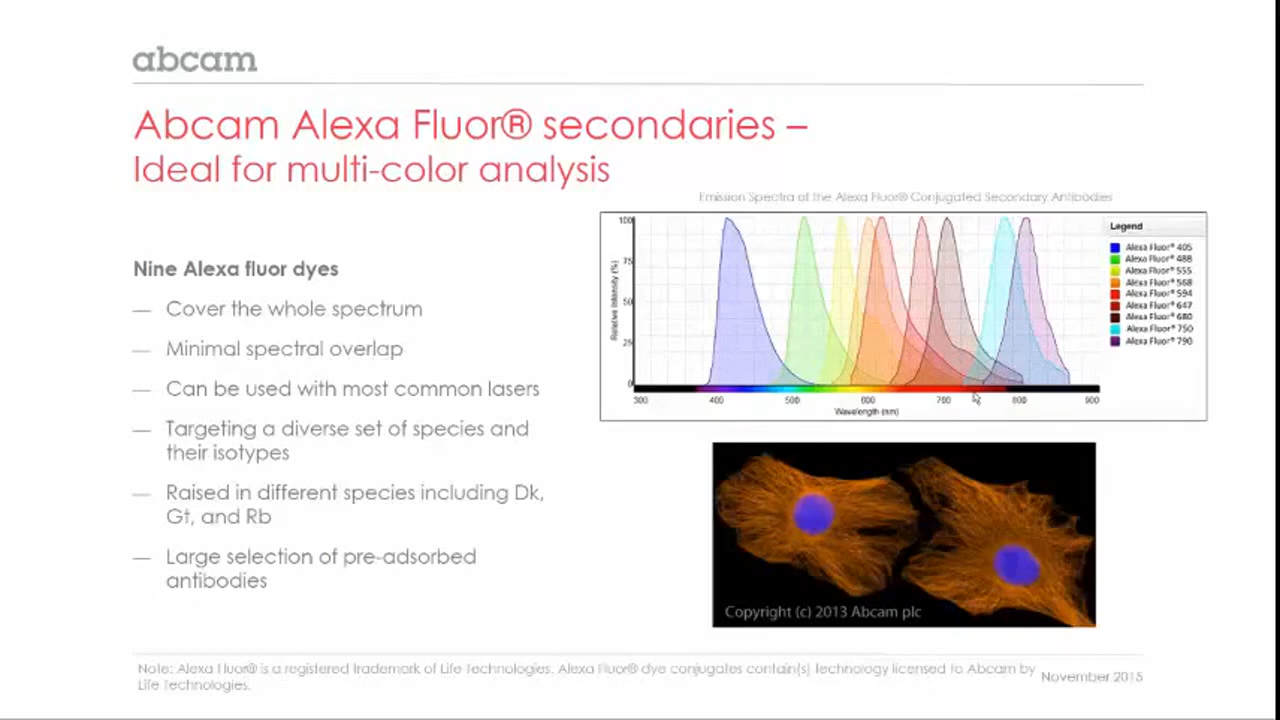 abcam
Abcam Alexa Fluor® secondaries –
Ideal for multi-color analysis
Emission Spectra of the Alexa Fluor® Conjugated Secondary Antibodies
Nine Alexa fluor dyes
— Cover the whole spectrum
— Minimal spectral overlap
— Can be used with most common lasers
— Targeting a diverse set of species and
their isotypes
— Raised in different species including Dk,
Gt, and Rb
— Large selection of pre-adsorbed
antibodies
100
75
50
25
0
Relative Intensity (%)
300 400 500 600 700 800 900
Wavelength (nm)
Legend
Alexa Fluor® 405
Alexa Fluor® 488
Alexa Fluor® 555
Alexa Fluor® 568
Alexa Fluor® 594
Alexa Fluor® 647
Alexa Fluor® 680
Alexa Fluor® 750
Alexa Fluor® 790
Copyright (c) 2013 Abcam plc
Note: Alexa Fluor® is a registered trademark of Life Technologies. Alexa Fluor® dye conjugates contain(s) technology licensed to Abcam by
Life Technologies.
November 2015